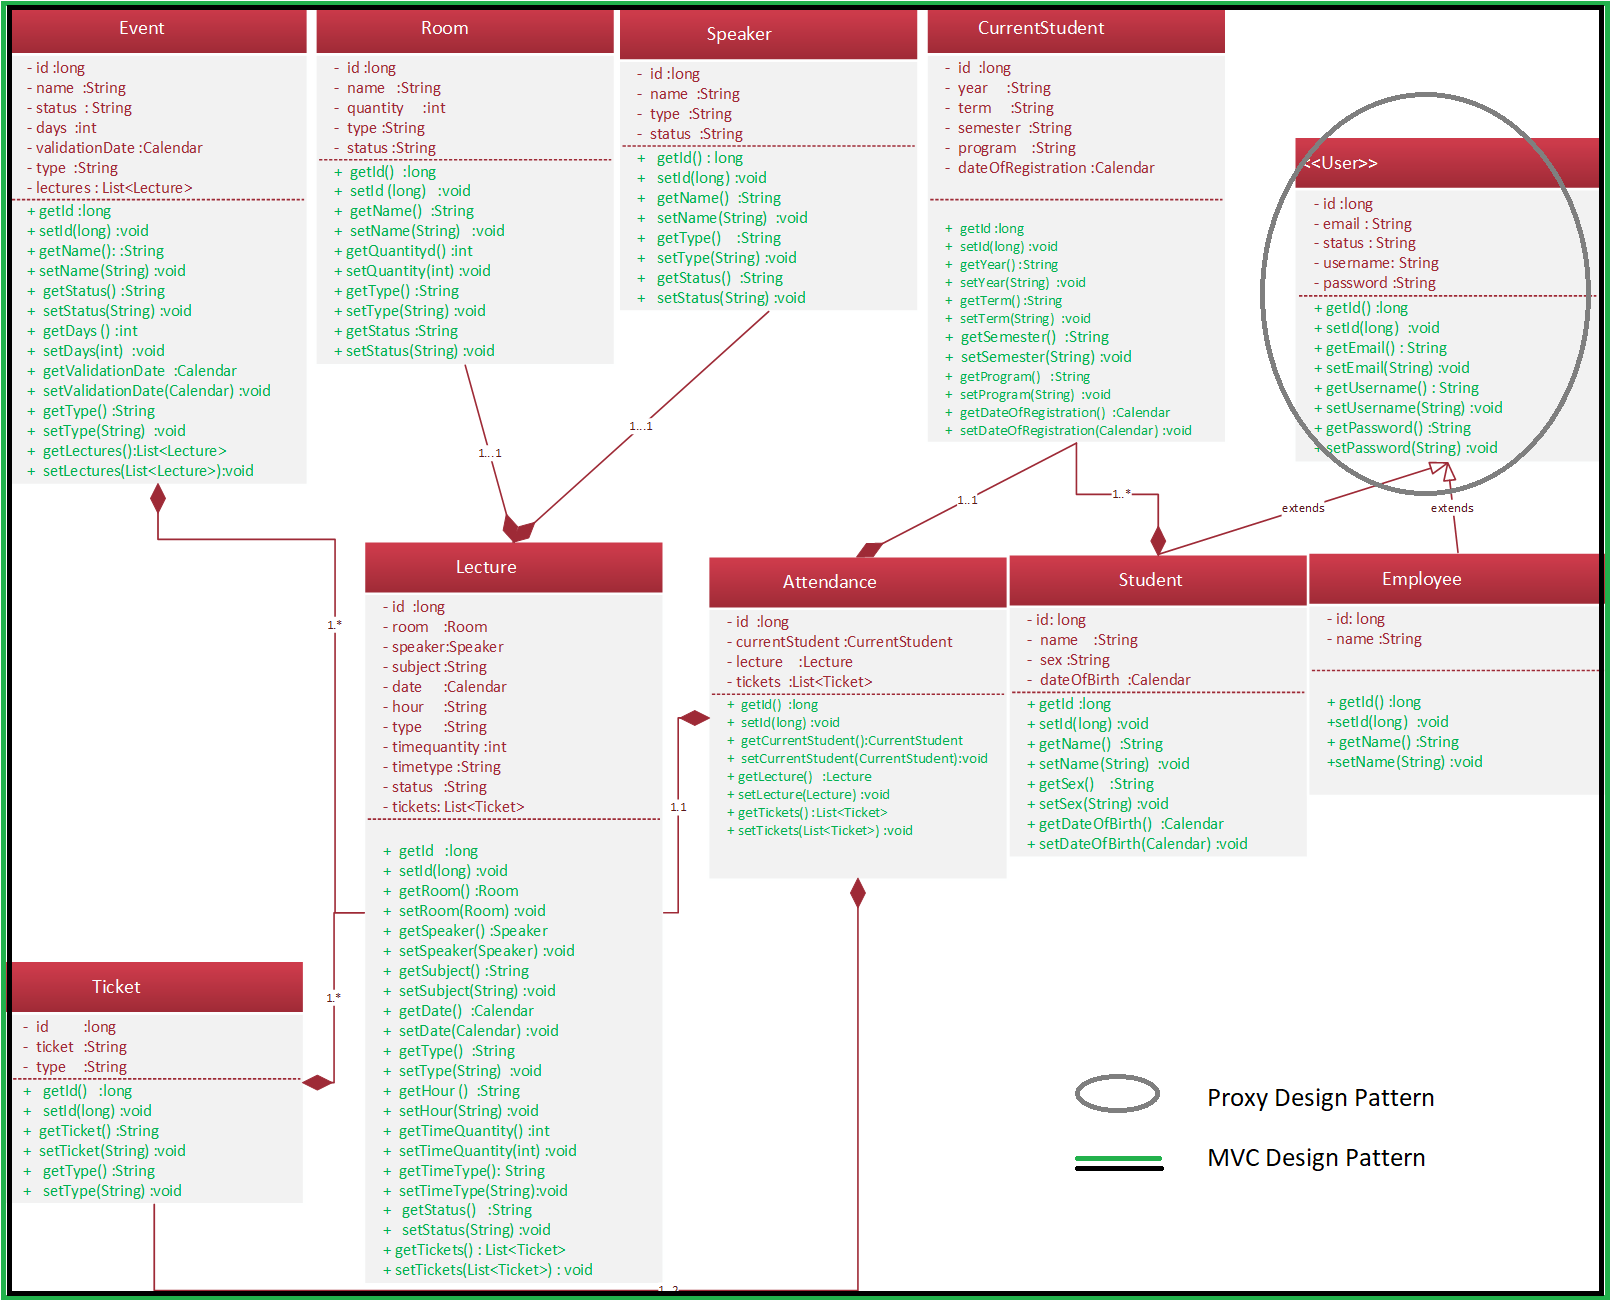 Event
- id :long
- name :String
- status : String
- days :int
- validationDate :Calendar
- type :String
- lectures : List<Lecture>
+ getId :long
+ setId(long) :void
+ getName(): :String
+ setName(String) :void
+ getStatus() :String
+ setStatus(String) :void
+ getDays () :int
+ setDays(int) :void
+ getValidationDate :Calendar
+ setValidationDate(Calendar) :void
+ getType() :String
+ setType(String) :void
+ getLectures():List<Lecture>
+ setLectures(List<Lecture>):void
Room
- id :long
- name :String
- quantity :int
- type :String
- status :String
+ getId() :long
+ setId (long) :void
+ getName() :String
+ setName(String) :void
+ getQuantityd() :int
+ setQuantity(int) :void
+ getType() :String
+ setType(String) :void
+ getStatus :String
+ setStatus(String) :void
Speaker
- id :long
- name :String
- type :String
- status :String
+ getId() : long
+ setId(long) :void
+ getName() :String
+ setName(String) :void
+ getType() :String
+ setType(String) :void
+ getStatus() :String
+ setStatus(String) :void
CurrentStudent
- id :long
- year :String
- term :String
- semester :String
- program :String
- dateOfRegistration :Calendar
+ getId :long
+ setId(long) :void
+ getYear() :String
+ setYear(String) :void
+ getTerm() :String
+ setTerm(String) :void
+ getSemester() :String
+ setSemester(String) :void
+ getProgram() :String
+ setProgram(String) :void
+ getDateOfRegistration() :Calendar
+ setDateOfRegistration(Calendar) :void
<<User>>
- id :long
- email : String
- status : String
- username: String
- password :String
+ getId() :long
+ setId(long) :void
+ getEmail() : String
+ setEmail(String) :void
+ getUsername() : String
+ setUsername(String) :void
+ getPassword() :String
+ setPassword(String) :void
1...1
1...1
1..1
1..*
extends
extends
1.*
Lecture
- id :long
- room :Room
- speaker:Speaker
- subject :String
- date :Calendar
- hour :String
- type :String
- timequantity :int
- timetype :String
- status :String
- tickets: List<Ticket>
+ getId :long
+ setId(long) :void
+ getRoom() :Room
+ setRoom(Room) :void
+ getSpeaker() :Speaker
+ setSpeaker(Speaker) :void
+ getSubject() :String
+ setSubject(String) :void
+ getDate() :Calendar
+ setDate(Calendar) :void
+ getType() :String
+ setType(String) :void
+ getHour () :String
+ setHour(String) :void
+ getTimeQuantity() :int
+ setTimeQuantity(int) :void
+ getTimeType(): String
+ setTimeType(String):void
+ getStatus() :String
+ setStatus(String) :void
+ getTickets() : List<Ticket>
+ setTickets(List<Ticket>) : void
Attendance
- id :long
- currentStudent :CurrentStudent
- lecture :Lecture
- tickets :List<Ticket>
+ getId() :long
+ setId(long) :void
+ getCurrentStudent():CurrentStudent
+ setCurrentStudent(CurrentStudent):void
+ getLecture() :Lecture
+ setLecture(Lecture) :void
+ getTickets() : List<Ticket>
+ setTickets(List<Ticket>) :void
Student
- id: long
- name :String
- sex :String
- dateOfBirth :Calendar
+ getId :long
+ setId(long) :void
+ getName() :String
+ setName(String) :void
+ getSex() :String
+ setSex(String) :void
+ getDateOfBirth() :Calendar
+ setDateOfBirth(Calendar) :void
Employee
- id: long
- name :String
+ getId() :long
+setId(long) :void
+ getName() :String
+setName(String) :void
1.1
1.*
Ticket
- id :long
- ticket :String
- type :String
+ getId() :long
+ setId(long) :void
+ getTicket() :String
+ setTicket(String) :void
+ getType() :String
+ setType(String) :void
1..2
Proxy Design Pattern
MVC Design Pattern